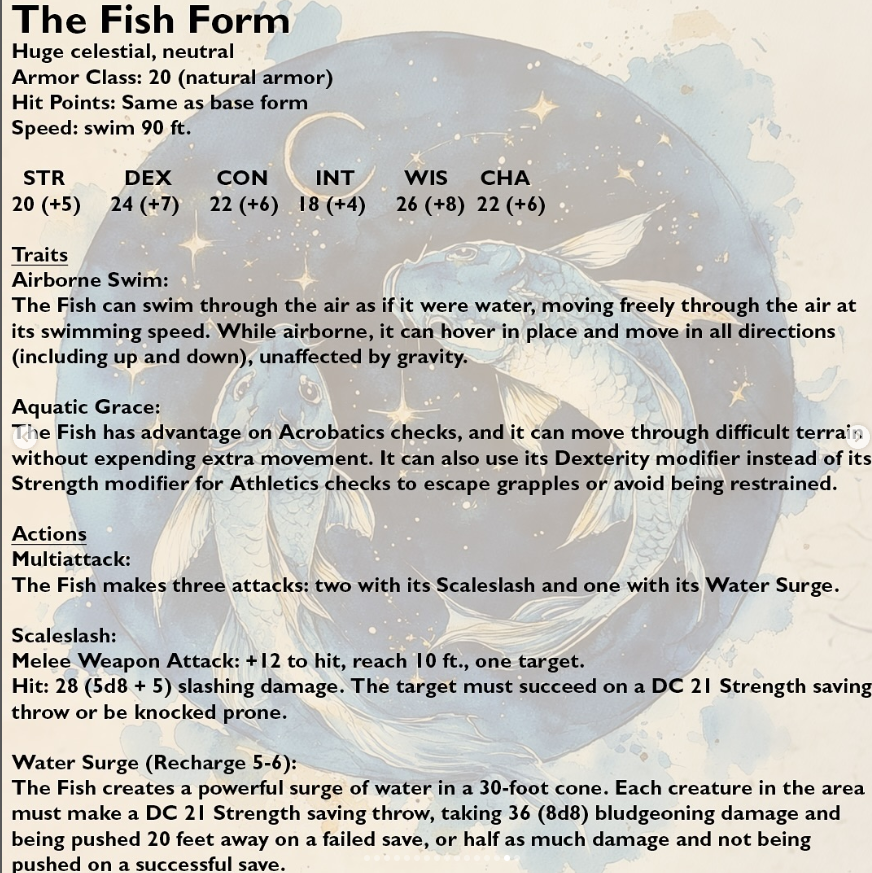 The Fish Form
Huge celestial, neutral
Armor Class: 20 (natural armor)
Hit Points: Same as base form
Speed: swim 90 ft.
STR DEX CON INT WIS CHA
20 (+5) 24 (+7) 22 (+6) 18 (+4) 26 (+8) 22 (+6)
Traits
Airborne Swim:
The Fish can swim through the air as if it were water, moving freely through the air at
its swimming speed. While airborne, it can hover in place and move in all directions
(including up and down), unaffected by gravity.
Aquatic Grace:
The Fish has advantage on Acrobatics checks, and it can move through difficult terrain
without expending extra movement. It can also use its Dexterity modifier instead of its
Strength modifier for Athletics checks to escape grapples or avoid being restrained.
Actions
Multiattack:
The Fish makes three attacks: two with its Scaleslash and one with its Water Surge.
Scaleslash:
Melee Weapon Attack: +12 to hit, reach 10 ft., one target.
Hit: 28 (5d8 + 5) slashing damage. The target must succeed on a DC 21 Strength saving
throw or be knocked prone.
Water Surge (Recharge 5-6):
The Fish creates a powerful surge of water in a 30-foot cone. Each creature in the area
must make a DC 21 Strength saving throw, taking 36 (8d8) bludgeoning damage and
being pushed 20 feet away on a failed save, or half as much damage and not being
pushed on a successful save.